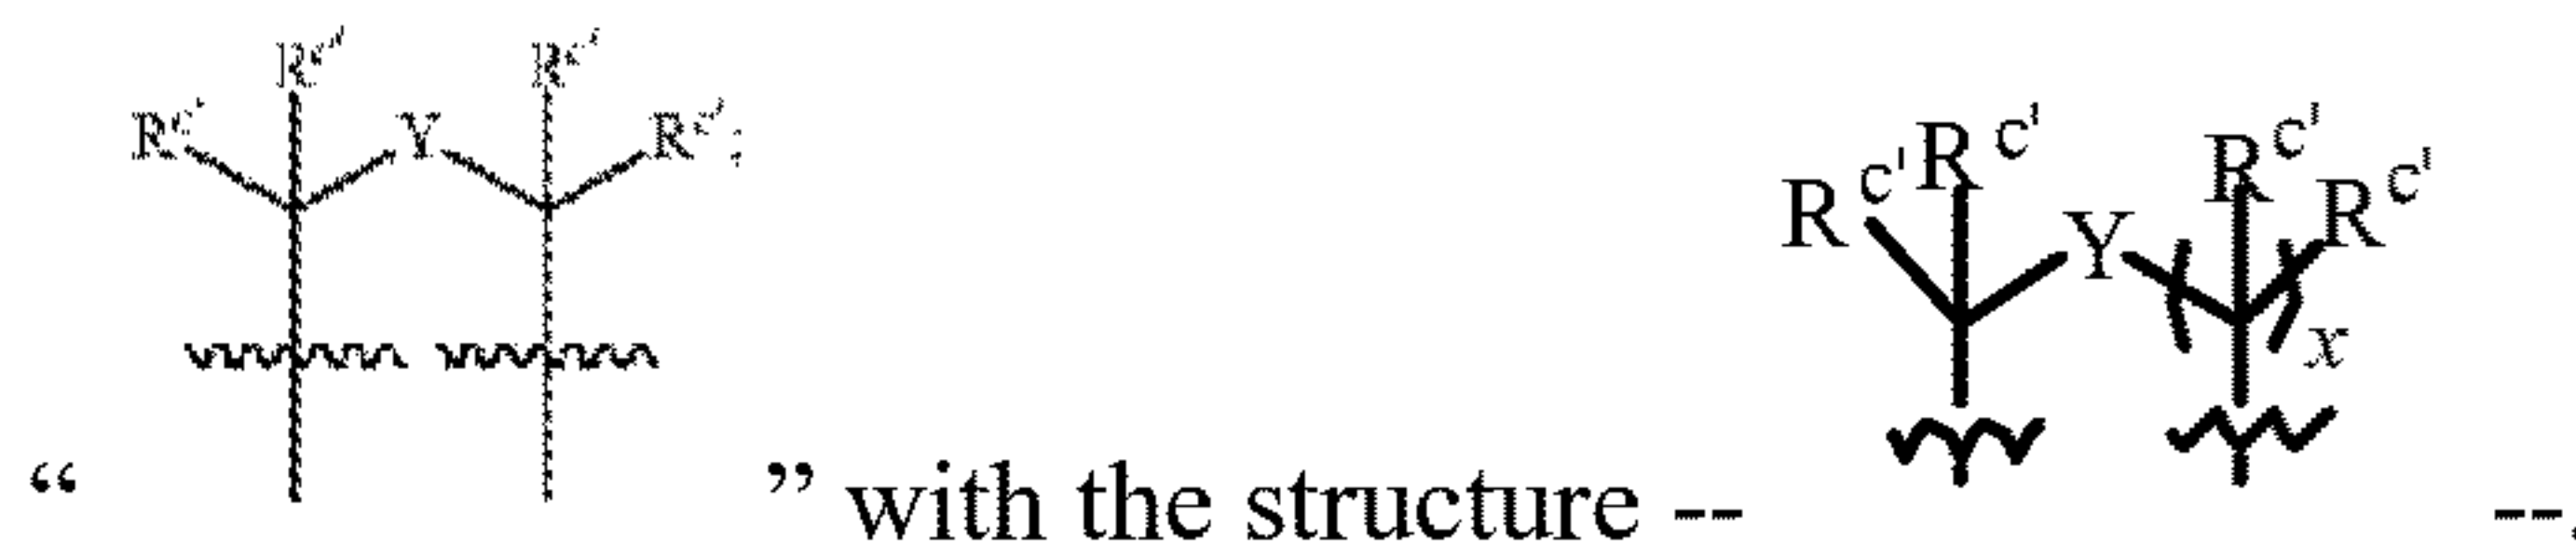 R^c' R^c' Y R^c' R^c' ;
R^c' R^c' Y R^c' R^c' x
“ ” with the structure -- --,